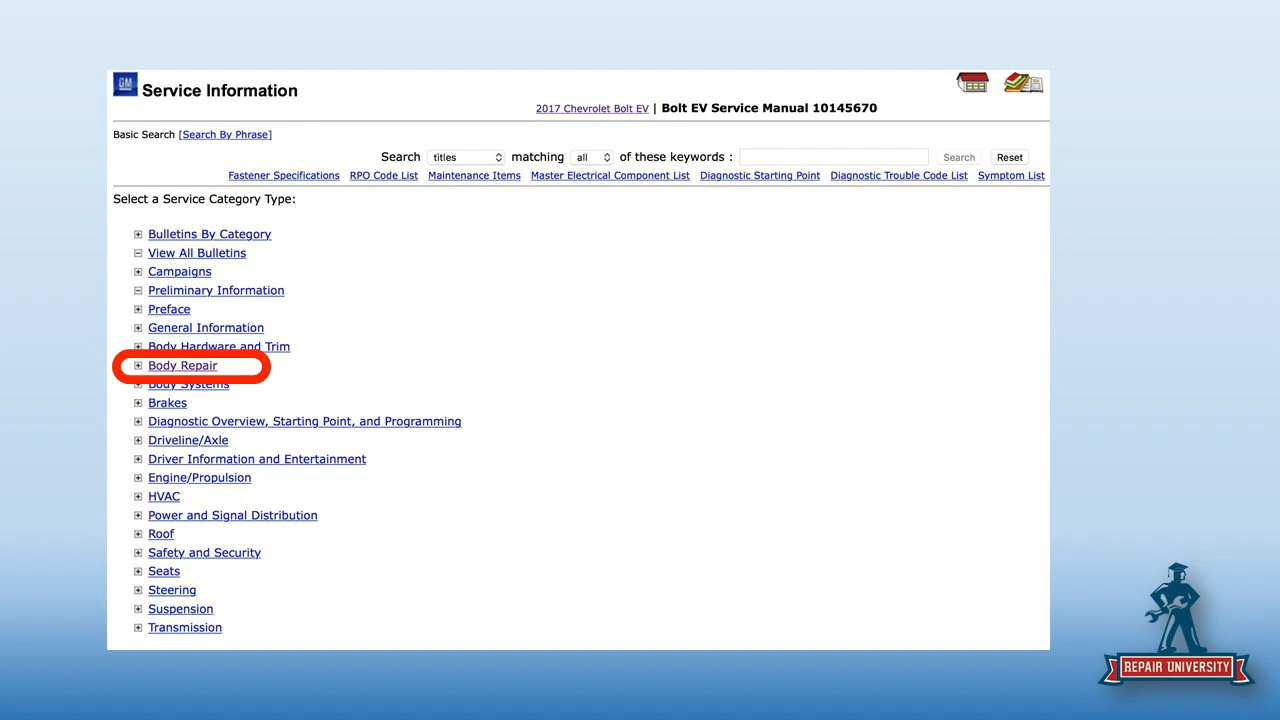 GM Service Information
2017 Chevrolet Bolt EV | Bolt EV Service Manual 10145670
Basic Search [Search By Phrase]
Search titles matching all of these keywords : Search Reset
Fastener Specifications RPO Code List Maintenance Items Master Electrical Component List Diagnostic Starting Point Diagnostic Trouble Code List Symptom List
Select a Service Category Type:
Bulletins By Category
View All Bulletins
Campaigns
Preliminary Information
Preface
General Information
Body Hardware and Trim
Body Repair
Body Systems
Brakes
Diagnostic Overview, Starting Point, and Programming
Driveline/Axle
Driver Information and Entertainment
Engine/Propulsion
HVAC
Power and Signal Distribution
Roof
Safety and Security
Seats
Steering
Suspension
Transmission
REPAIR UNIVERSITY